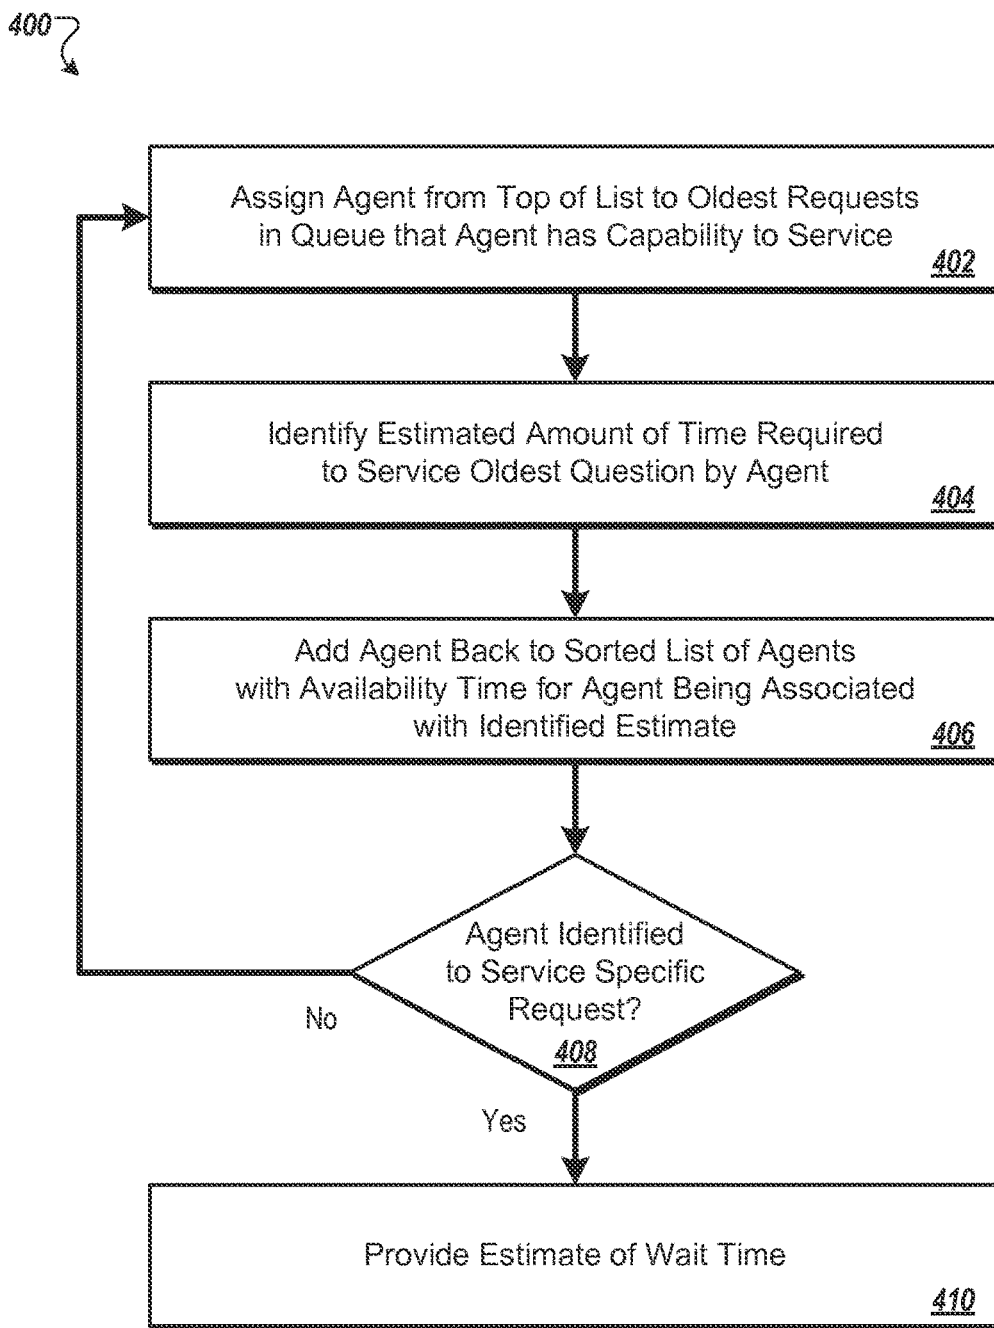 400
Assign Agent from Top of List to Oldest Requests
in Queue that Agent has Capability to Service
402
Identify Estimated Amount of Time Required
to Service Oldest Question by Agent
404
Add Agent Back to Sorted List of Agents
with Availability Time for Agent Being Associated
with Identified Estimate
406
Agent Identified
to Service Specific
Request?
408
No
Yes
Provide Estimate of Wait Time
410